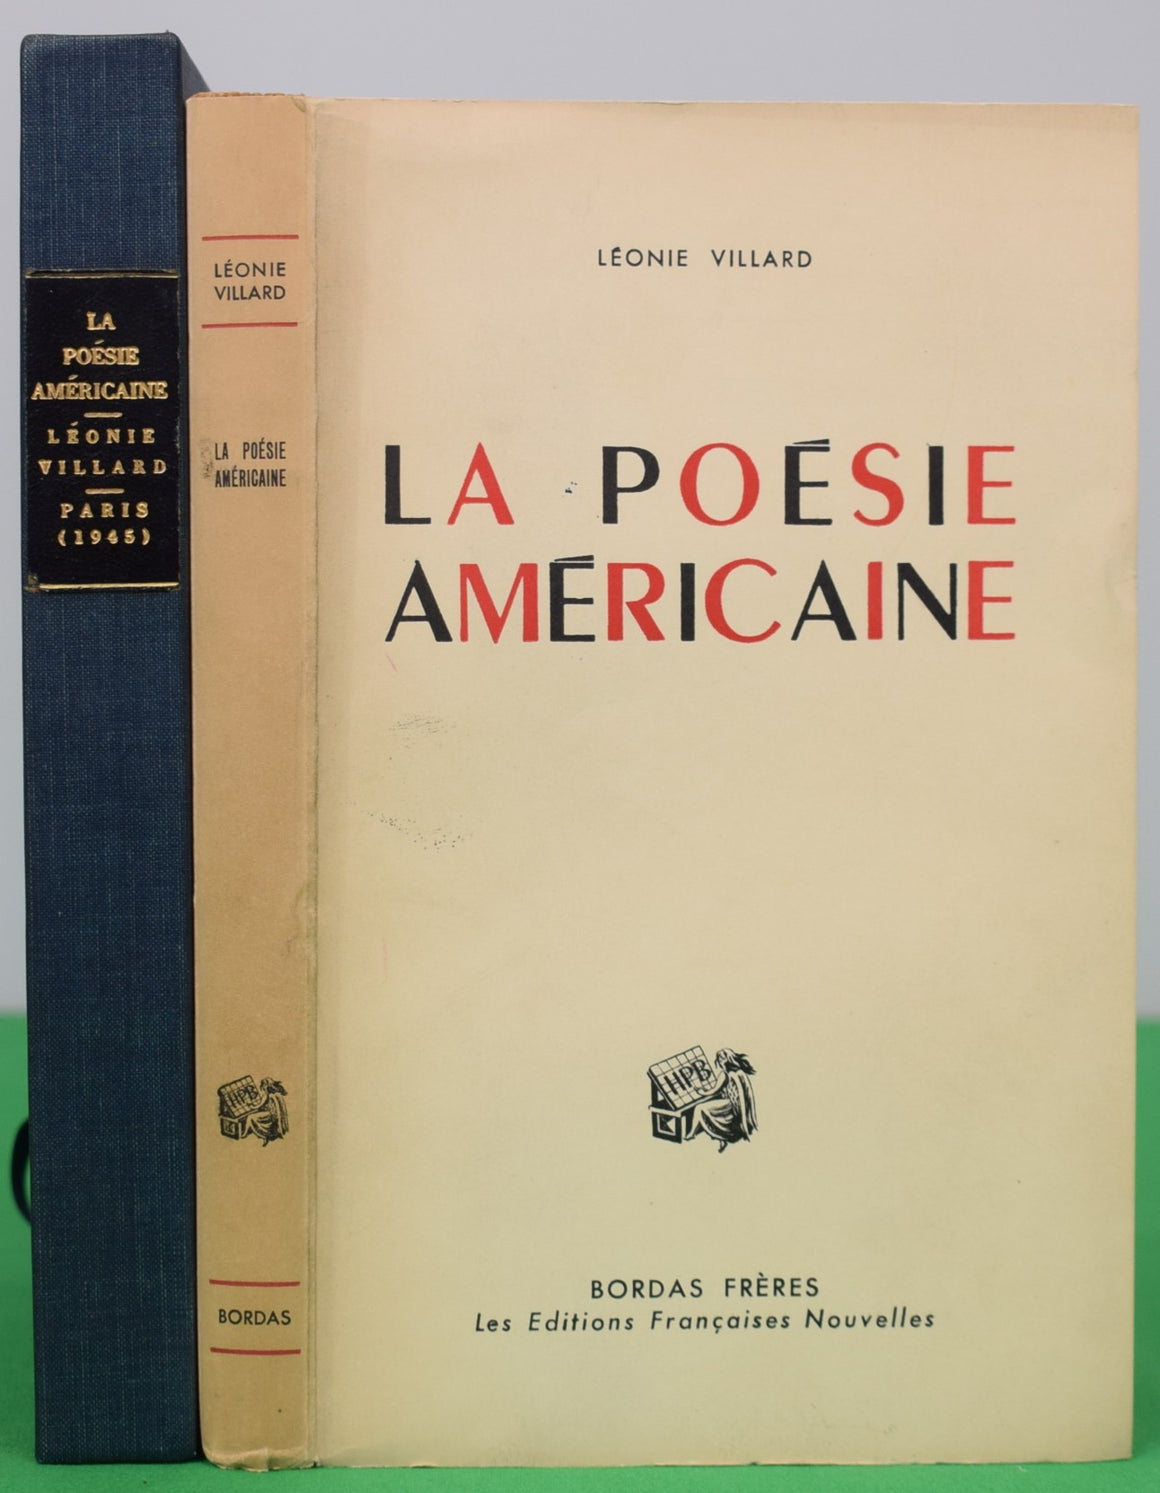 LA
POÉSIE
AMÉRICAINE
LÉONIE
VILLARD
PARIS
(1945)
LÉONIE
VILLARD
LA POÉSIE
AMÉRICAINE
HPB
BORDAS
LÉONIE VILLARD
LA POÉSIE
AMÉRICAINE
HPB
BORDAS FRÈRES
Les Editions Françaises Nouvelles